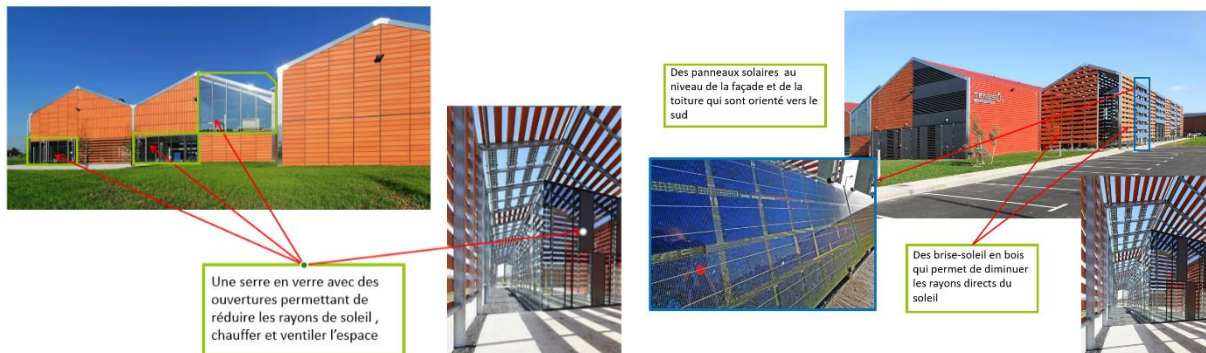 Une serre en verre avec des
ouvertures permettant de
réduire les rayons de soleil ,
chauffer et ventiler l'espace
Des panneaux solaires au
niveau de la façade et de la
toiture qui sont orienté vers le
sud
Des brise-soleil en bois
qui permet de diminuer
les rayons directs du
soleil